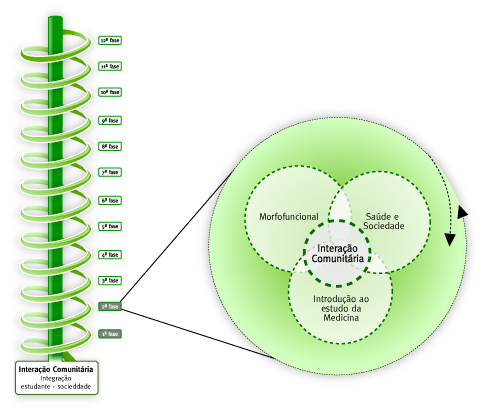 12ª fase
11ª fase
10ª fase
9ª fase
8ª fase
7ª fase
6ª fase
5ª fase
4ª fase
3ª fase
2ª fase
1ª fase
Interação Comunitária
integração
estudante - socieddade
Morfofuncional
Saúde e
Sociedade
Interação
Comunitária
Introdução ao
estudo da
Medicina